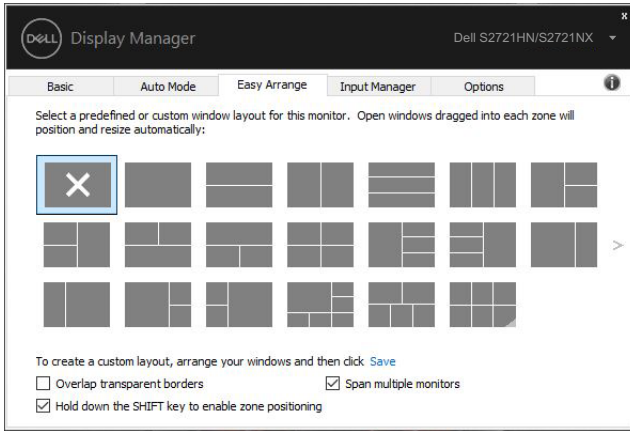 x
DELL Display Manager
Dell S2721HN/S2721NX
Basic Auto Mode Easy Arrange Input Manager Options
Select a predefined or custom window layout for this monitor. Open windows dragged into each zone will
position and resize automatically:
To create a custom layout, arrange your windows and then click Save
Overlap transparent borders Span multiple monitors
Hold down the SHIFT key to enable zone positioning